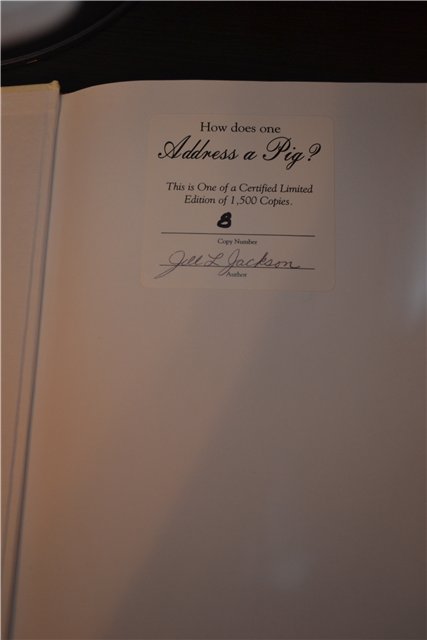 How does one
Address a Pig?
This is One of a Certified Limited
Edition of 1,500 Copies.
8
Copy Number
Jill L Jackson
Author